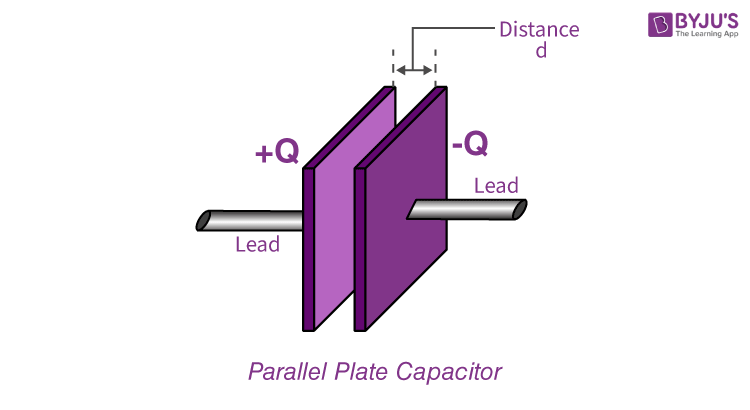 BYJU'S
The Learning App
Distance
d
+Q
-Q
Lead
Lead
Parallel Plate Capacitor